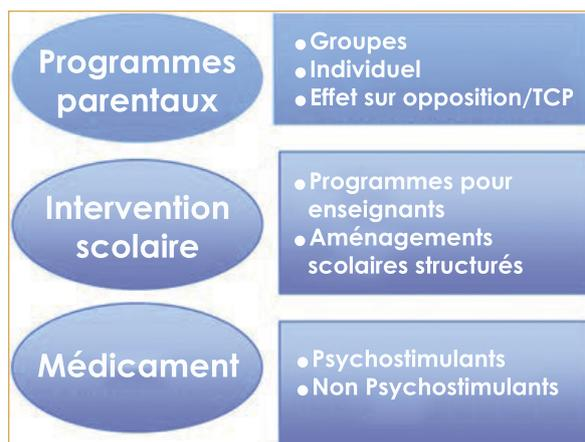 Programmes
parentaux
● Groupes
● Individuel
● Effet sur opposition/TCP
Intervention
scolaire
● Programmes pour
enseignants
● Aménagements
scolaires structurés
Médicament
● Psychostimulants
● Non Psychostimulants